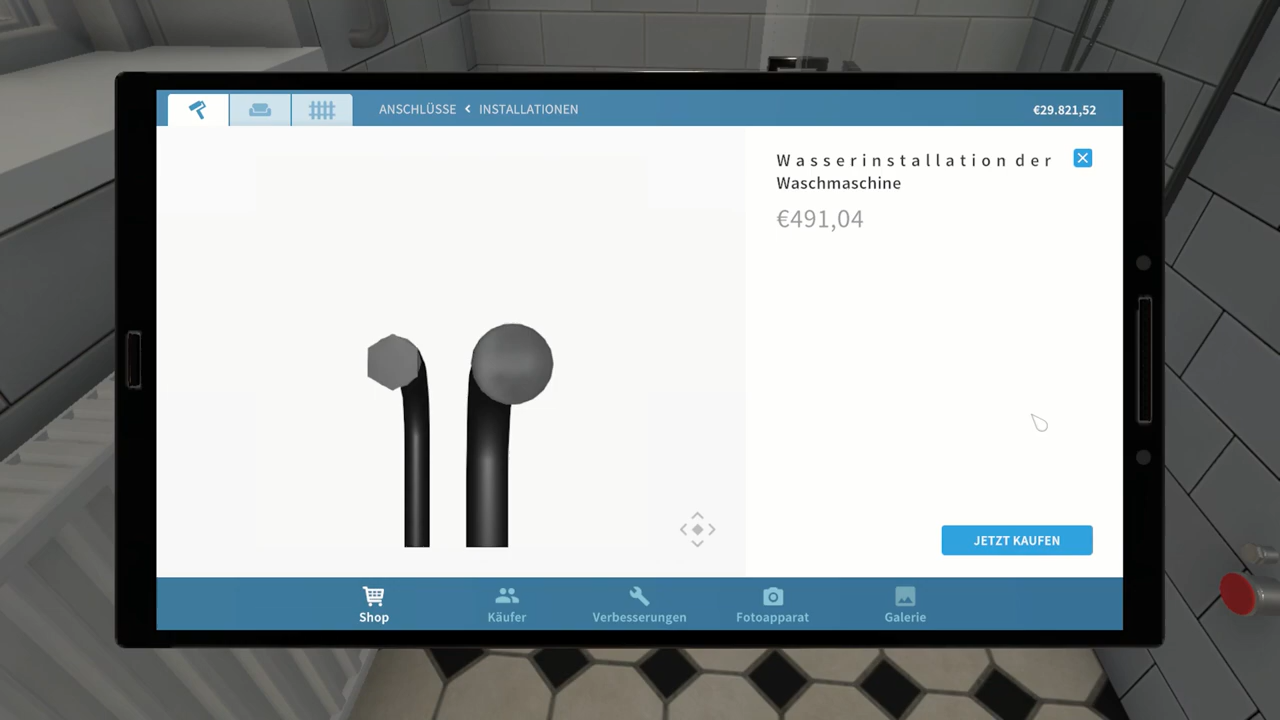 ANSCHLÜSSE < INSTALLATIONEN
€29.821,52
Wasserinstallation der
Waschmaschine
€491,04
JETZT KAUFEN
Shop
Käufer
Verbesserungen
Fotoapparat
Galerie